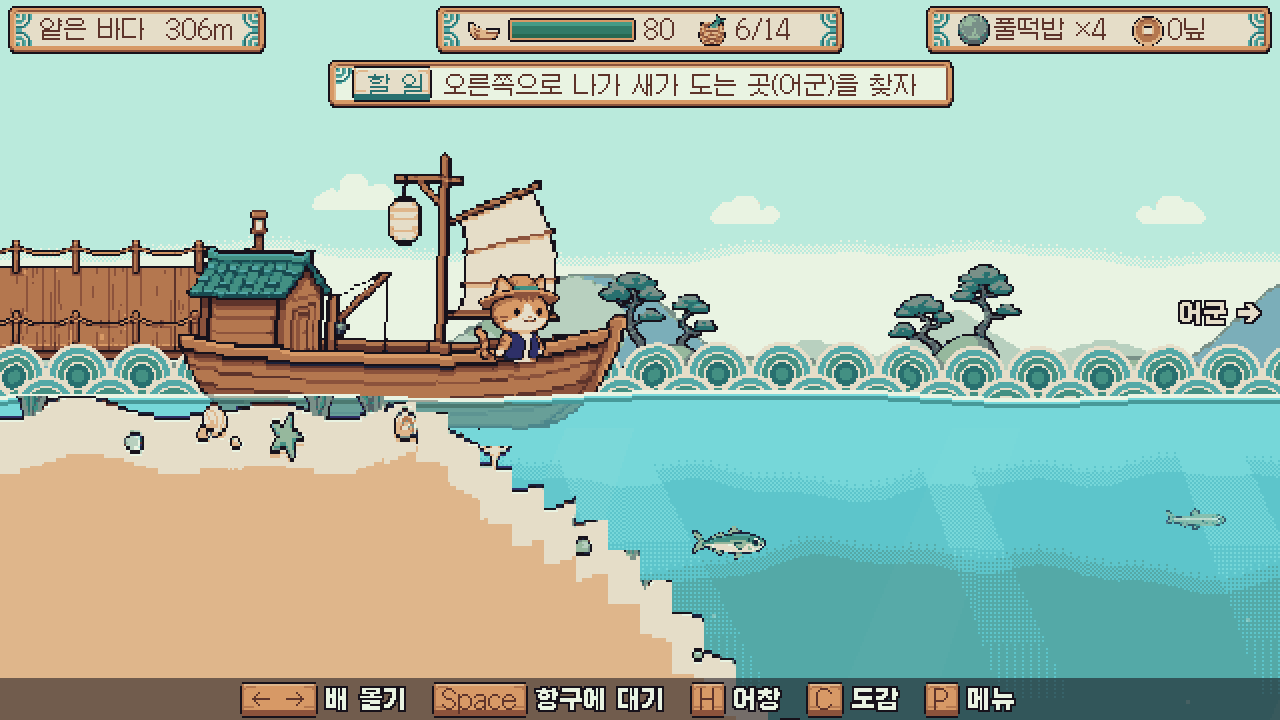 얕은 바다 306m
80 6/14
풀떡밥 ×4 0닢
할 일 오른쪽으로 나가 새가 도는 곳(어군)을 찾자
어군 →
← → 배 몰기 Space 항구에 대기 H 어창 C 도감 P 메뉴